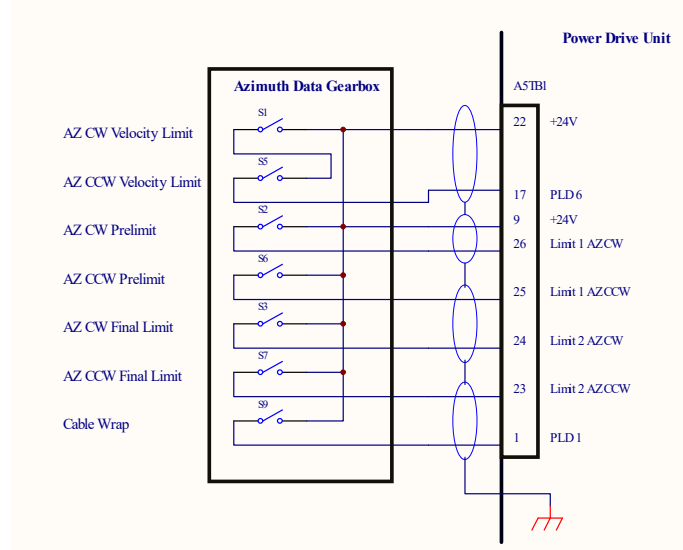 Power Drive Unit
Azimuth Data Gearbox
A5TB1
S1
AZ CW Velocity Limit
22 +24V
S5
AZ CCW Velocity Limit
17 PLD 6
S2
9 +24V
AZ CW Prelimit
26 Limit 1 AZCW
S6
AZ CCW Prelimit
25 Limit 1 AZCCW
S3
AZ CW Final Limit
24 Limit 2 AZCW
S7
AZ CCW Final Limit
23 Limit 2 AZCCW
S9
Cable Wrap
1 PLD 1